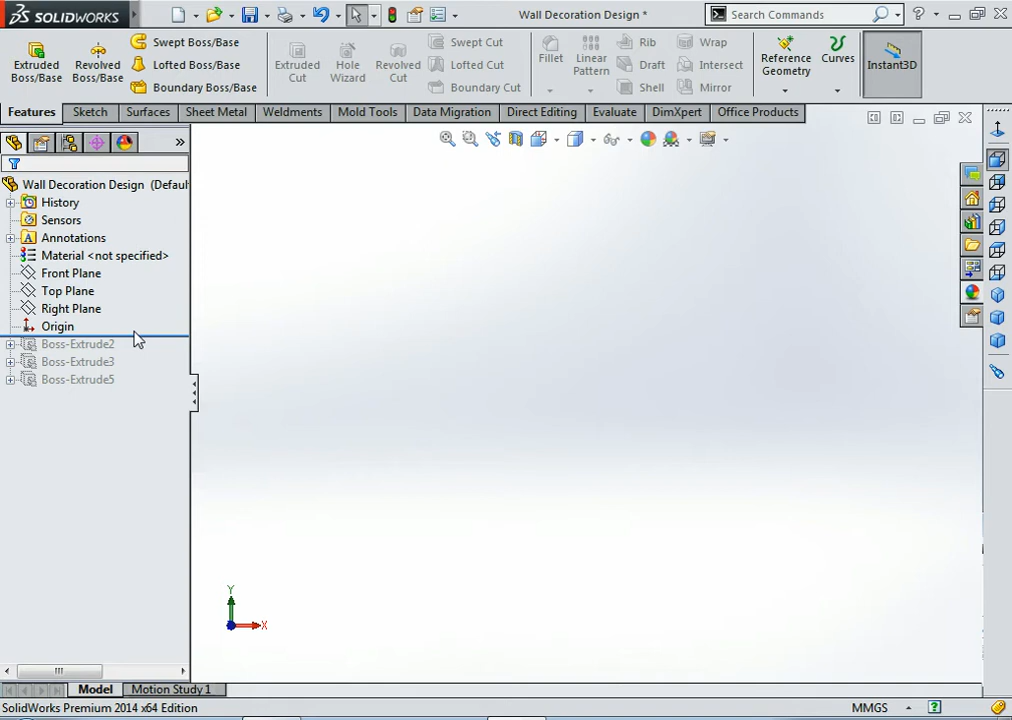 SOLIDWORKS
Wall Decoration Design *
Search Commands
Extruded Boss/Base
Revolved Boss/Base
Swept Boss/Base
Lofted Boss/Base
Boundary Boss/Base
Extruded Cut
Hole Wizard
Revolved Cut
Swept Cut
Lofted Cut
Boundary Cut
Fillet
Linear Pattern
Rib
Draft
Shell
Wrap
Intersect
Mirror
Reference Geometry
Curves
Instant3D
Features
Sketch
Surfaces
Sheet Metal
Weldments
Mold Tools
Data Migration
Direct Editing
Evaluate
DimXpert
Office Products
Wall Decoration Design (Defaul
History
Sensors
Annotations
Material <not specified>
Front Plane
Top Plane
Right Plane
Origin
Boss-Extrude2
Boss-Extrude3
Boss-Extrude5
Y
X
Model
Motion Study 1
SolidWorks Premium 2014 x64 Edition
MMGS